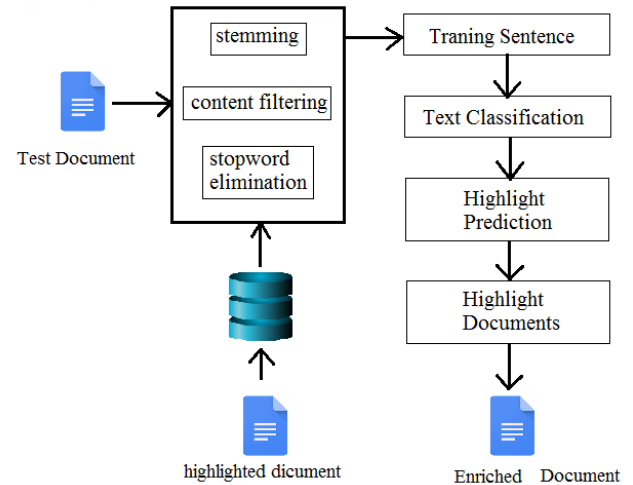 stemming
content filtering
stopword
elimination
Test Document
highlighted dicument
Traning Sentence
Text Classification
Highlight
Prediction
Highlight
Documents
Enriched Document